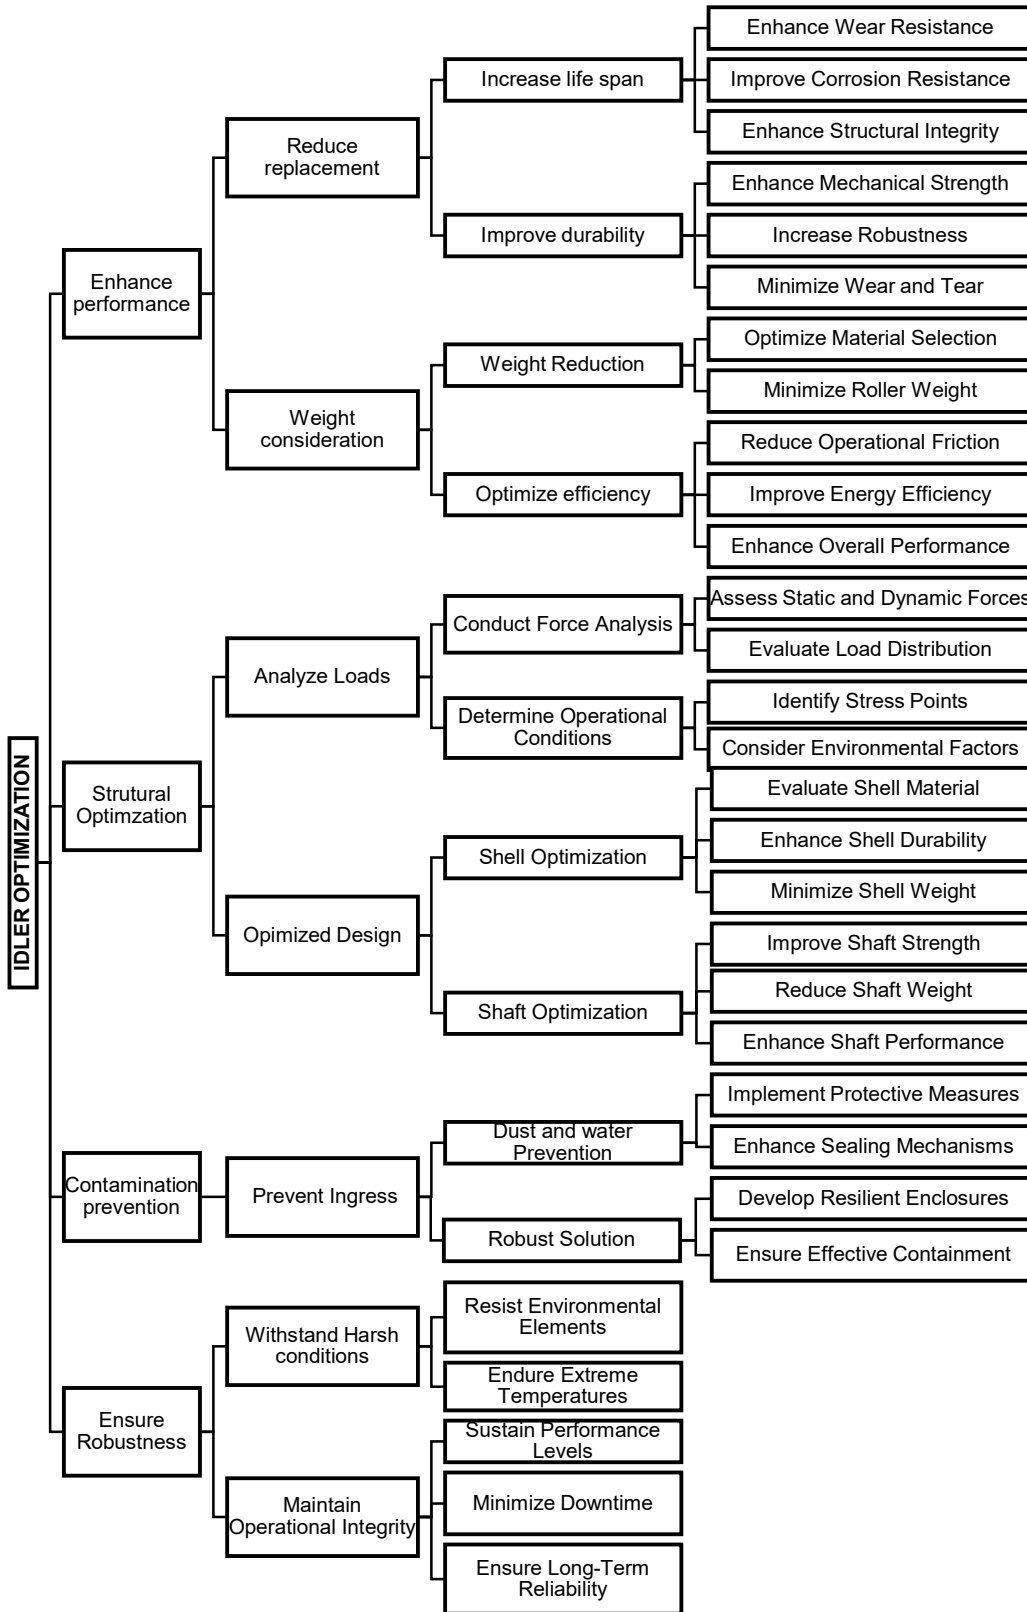 IDLER OPTIMIZATION
Enhance
performance
Reduce
replacement
Increase life span
Enhance Wear Resistance
Improve Corrosion Resistance
Enhance Structural Integrity
Improve durability
Enhance Mechanical Strength
Increase Robustness
Minimize Wear and Tear
Weight
consideration
Weight Reduction
Optimize Material Selection
Minimize Roller Weight
Optimize efficiency
Reduce Operational Friction
Improve Energy Efficiency
Enhance Overall Performance
Strutural
Optimzation
Analyze Loads
Conduct Force Analysis
Assess Static and Dynamic Forces
Evaluate Load Distribution
Determine Operational
Conditions
Identify Stress Points
Consider Environmental Factors
Opimized Design
Shell Optimization
Evaluate Shell Material
Enhance Shell Durability
Minimize Shell Weight
Shaft Optimization
Improve Shaft Strength
Reduce Shaft Weight
Enhance Shaft Performance
Contamination
prevention
Prevent Ingress
Dust and water
Prevention
Implement Protective Measures
Enhance Sealing Mechanisms
Robust Solution
Develop Resilient Enclosures
Ensure Effective Containment
Ensure
Robustness
Withstand Harsh
conditions
Resist Environmental
Elements
Endure Extreme
Temperatures
Maintain
Operational Integrity
Sustain Performance
Levels
Minimize Downtime
Ensure Long-Term
Reliability